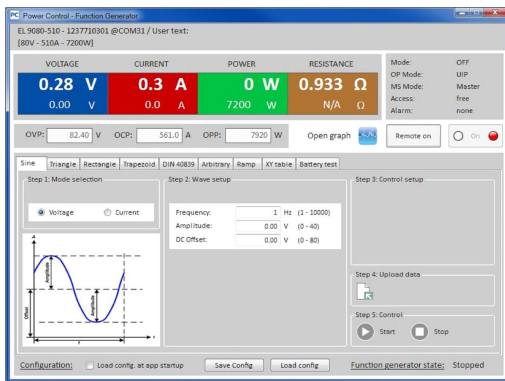 PC Power Control - Function Generator
EL 9080-510 - 1237710301 @COM31 / User text:
[80V - 510A - 7200W]
VOLTAGE CURRENT POWER RESISTANCE
0.28 V 0.3 A 0 W 0.933 Ω
0.00 V 0.0 A 7200 W N/A Ω
Mode: OFF
OP Mode: UIP
MS Mode: Master
Access: free
Alarm: none
OVP: 82.40 V OCP: 561.0 A OPP: 7920 W Open graph Remote on On
Sine Triangle Rectangle Trapezoid DIN 40839 Arbitrary Ramp XY table Battery test
Step 1: Mode selection
Voltage Current
Step 2: Wave setup
Frequency: 1 Hz (1 - 10000)
Amplitude: 0.00 V (0 - 40)
DC Offset: 0.00 V (0 - 80)
Step 3: Control setup
A
Amplitude
Amplitude
Offset
t
Step 4: Upload data
Step 5: Control
Start Stop
Configuration: Load config. at app startup Save Config Load config Function generator state: Stopped